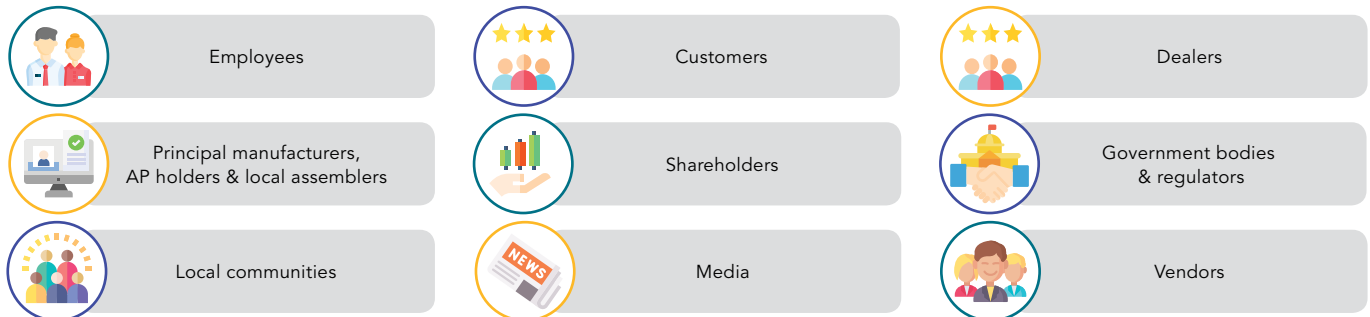 Employees
Customers
Dealers
Principal manufacturers,
AP holders & local assemblers
Shareholders
Government bodies
& regulators
Local communities
NEWS
Media
Vendors